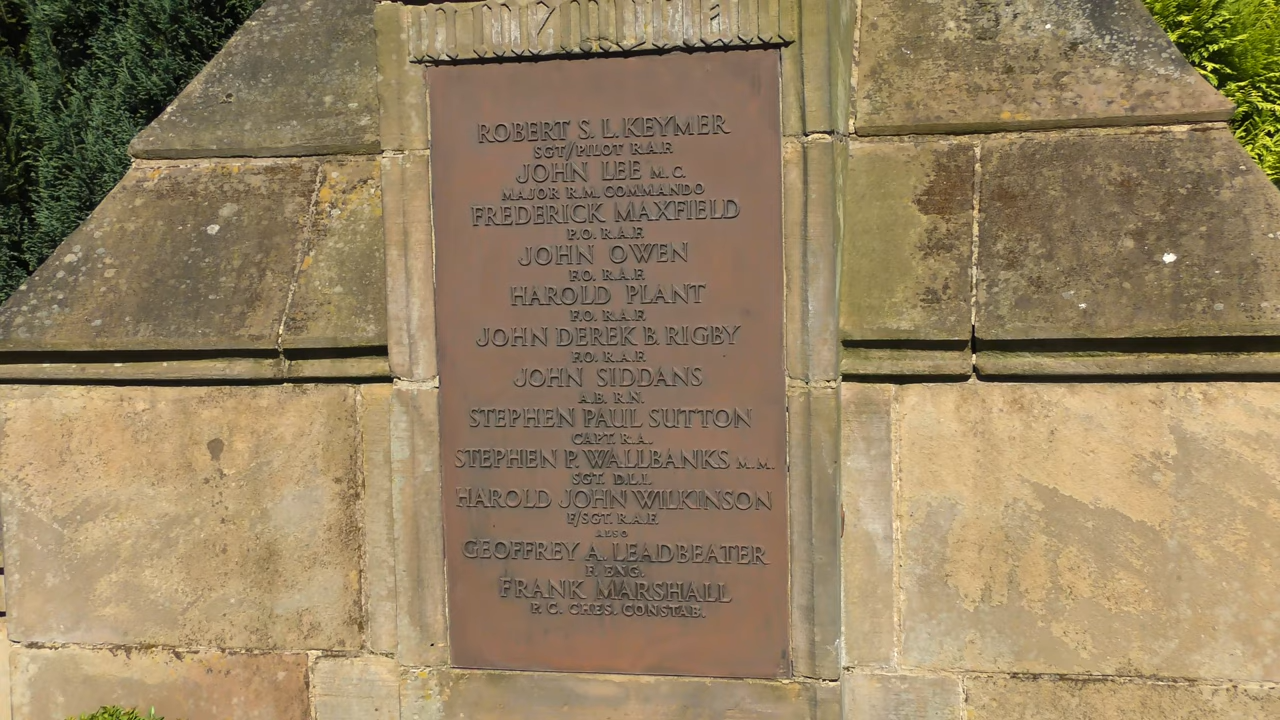 in memorial
ROBERT S. L. KEYMER
SGT/PILOT R.A.F.
JOHN LEE M.C.
MAJOR R.M. COMMANDO
FREDERICK MAXFIELD
P.O. R.A.F.
JOHN OWEN
F.O. R.A.F.
HAROLD PLANT
F.O. R.A.F.
JOHN DEREK B. RIGBY
F.O. R.A.F.
JOHN SIDDANS
A.B. R.N.
STEPHEN PAUL SUTTON
CAPT. R.A.
STEPHEN P. WALLBANKS M.M.
SGT. D.L.I.
HAROLD JOHN WILKINSON
F/SGT. R.A.F.
ALSO
GEOFFREY A. LEADBEATER
F. ENG.
FRANK MARSHALL
P.C. CHES. CONSTAB.